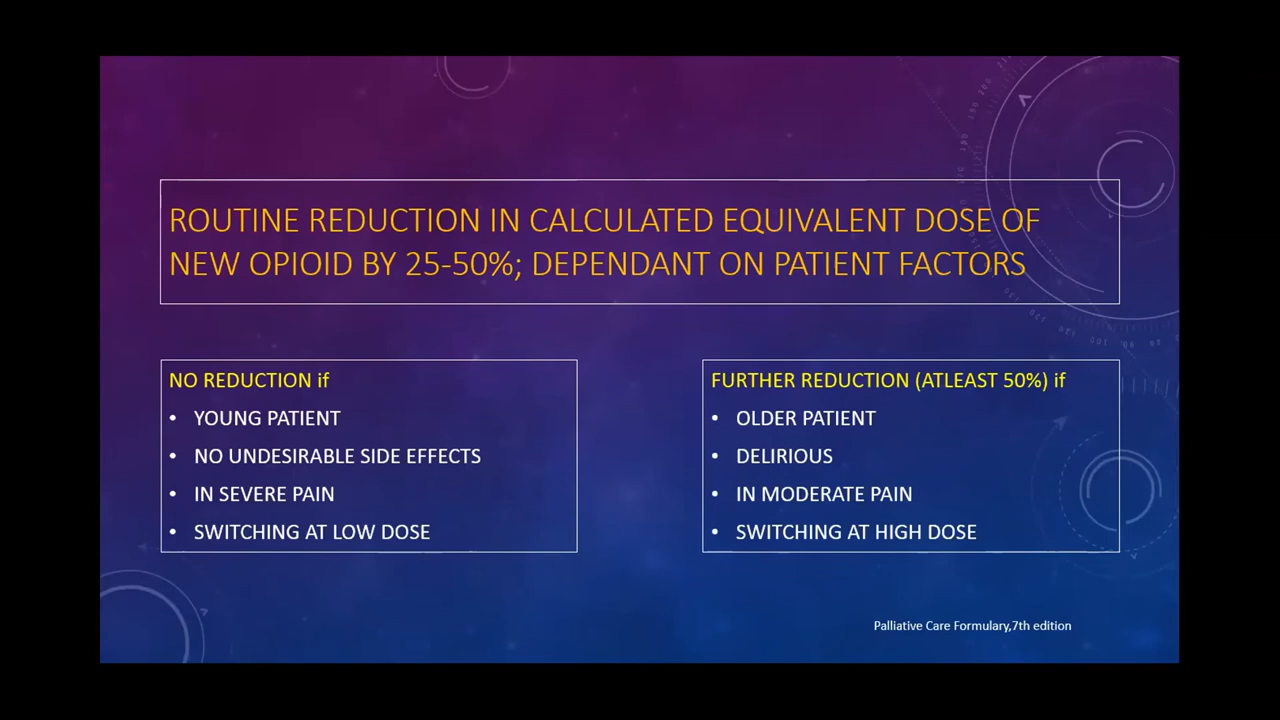 ROUTINE REDUCTION IN CALCULATED EQUIVALENT DOSE OF
NEW OPIOID BY 25-50%; DEPENDANT ON PATIENT FACTORS
NO REDUCTION if
• YOUNG PATIENT
• NO UNDESIRABLE SIDE EFFECTS
• IN SEVERE PAIN
• SWITCHING AT LOW DOSE
FURTHER REDUCTION (ATLEAST 50%) if
• OLDER PATIENT
• DELIRIOUS
• IN MODERATE PAIN
• SWITCHING AT HIGH DOSE
Palliative Care Formulary,7th edition